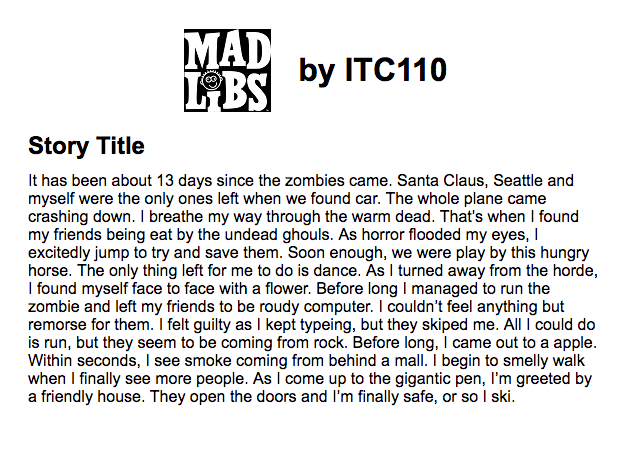 MAD
LIBS
by ITC110
Story Title
It has been about 13 days since the zombies came. Santa Claus, Seattle and
myself were the only ones left when we found car. The whole plane came
crashing down. I breathe my way through the warm dead. That's when I found
my friends being eat by the undead ghouls. As horror flooded my eyes, I
excitedly jump to try and save them. Soon enough, we were play by this hungry
horse. The only thing left for me to do is dance. As I turned away from the horde,
I found myself face to face with a flower. Before long I managed to run the
zombie and left my friends to be roudy computer. I couldn't feel anything but
remorse for them. I felt guilty as I kept typeing, but they skiped me. All I could do
is run, but they seem to be coming from rock. Before long, I came out to a apple.
Within seconds, I see smoke coming from behind a mall. I begin to smelly walk
when I finally see more people. As I come up to the gigantic pen, I'm greeted by
a friendly house. They open the doors and I'm finally safe, or so I ski.